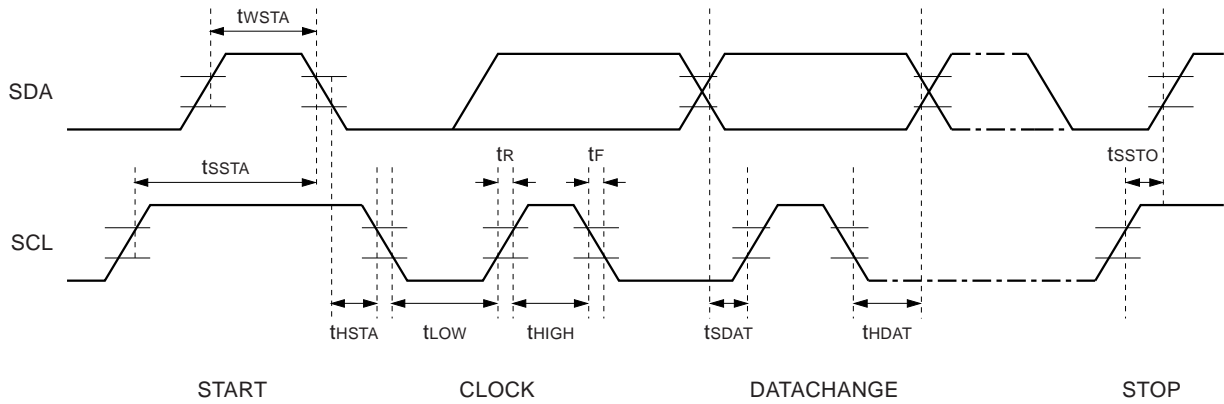 tWSTA
SDA
tSSTA
tR
tF
tSSTO
SCL
tHSTA
tLOW
tHIGH
tSDAT
tHDAT
START
CLOCK
DATACHANGE
STOP